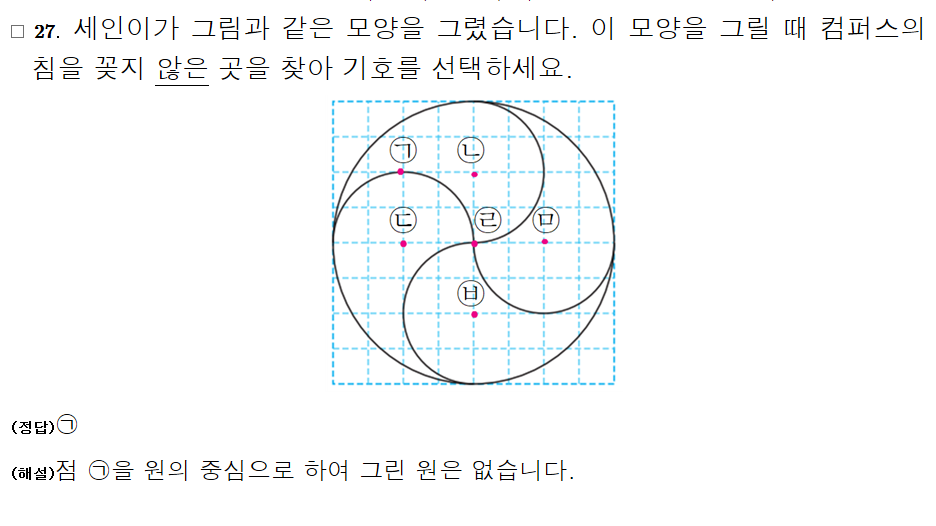 □ 27. 세인이가 그림과 같은 모양을 그렸습니다. 이 모양을 그릴 때 컴퍼스의
침을 꽂지 않은 곳을 찾아 기호를 선택하세요.
㉠ ㉡
㉢ ㉣ ㉤
㉥
(정답)㉠
(해설)점 ㉠을 원의 중심으로 하여 그린 원은 없습니다.